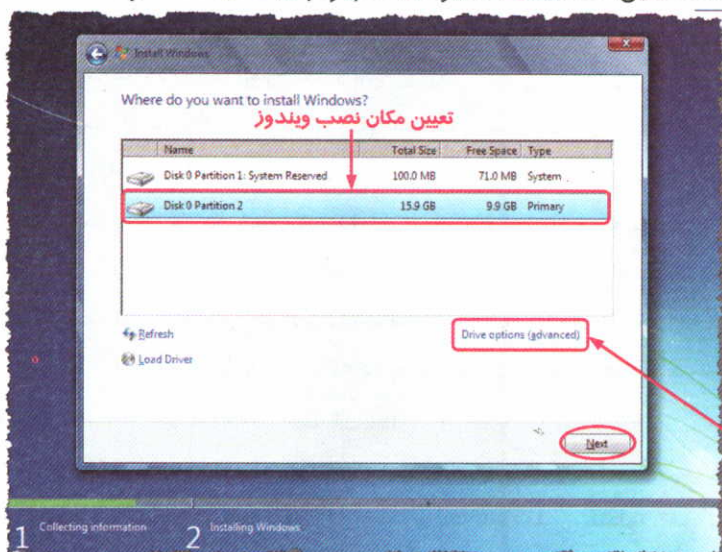 Install Windows
Where do you want to install Windows?
تعیین مکان نصب ویندوز
Name Total Size Free Space Type
Disk 0 Partition 1: System Reserved 100.0 MB 71.0 MB System
Disk 0 Partition 2 15.9 GB 9.9 GB Primary
Refresh Drive options (advanced)
Load Driver
Next
1 Collecting information 2 Installing Windows